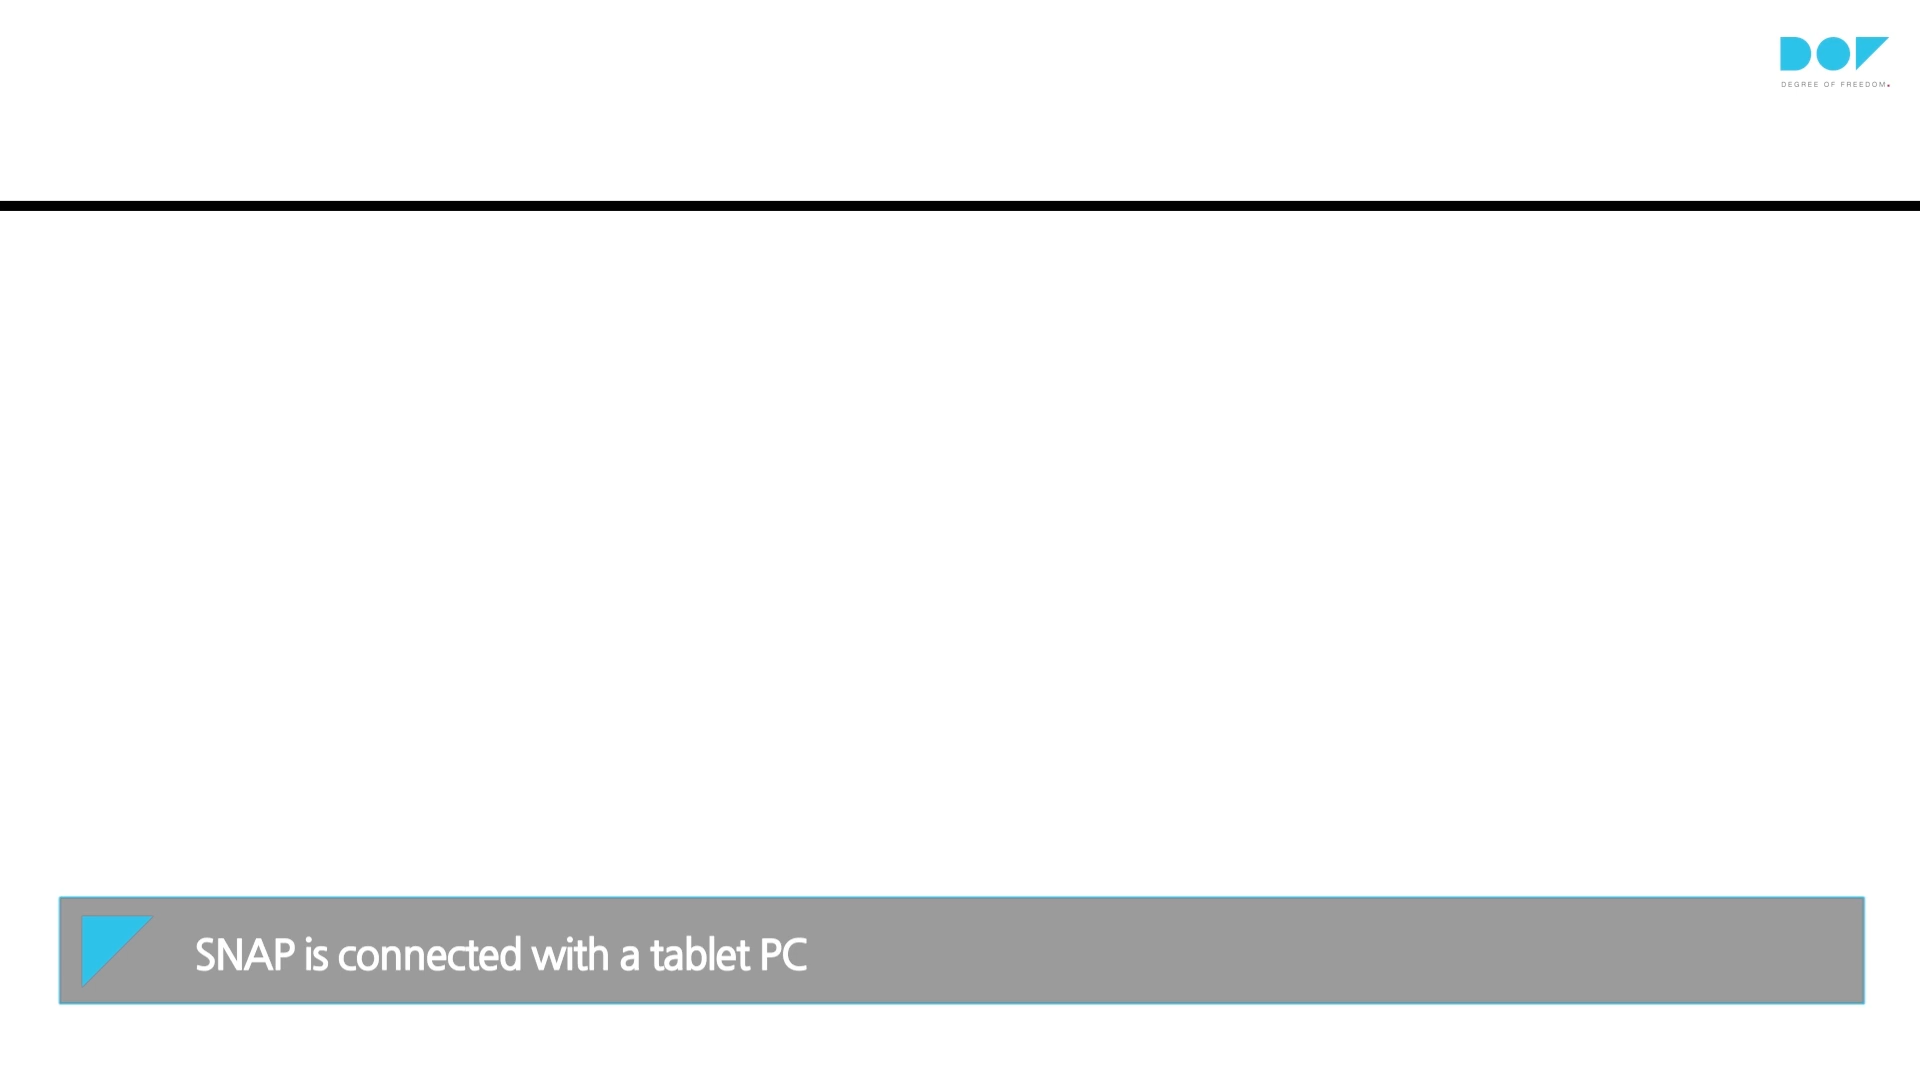 DOF
DEGREE OF FREEDOM.
SNAP is connected with a tablet PC